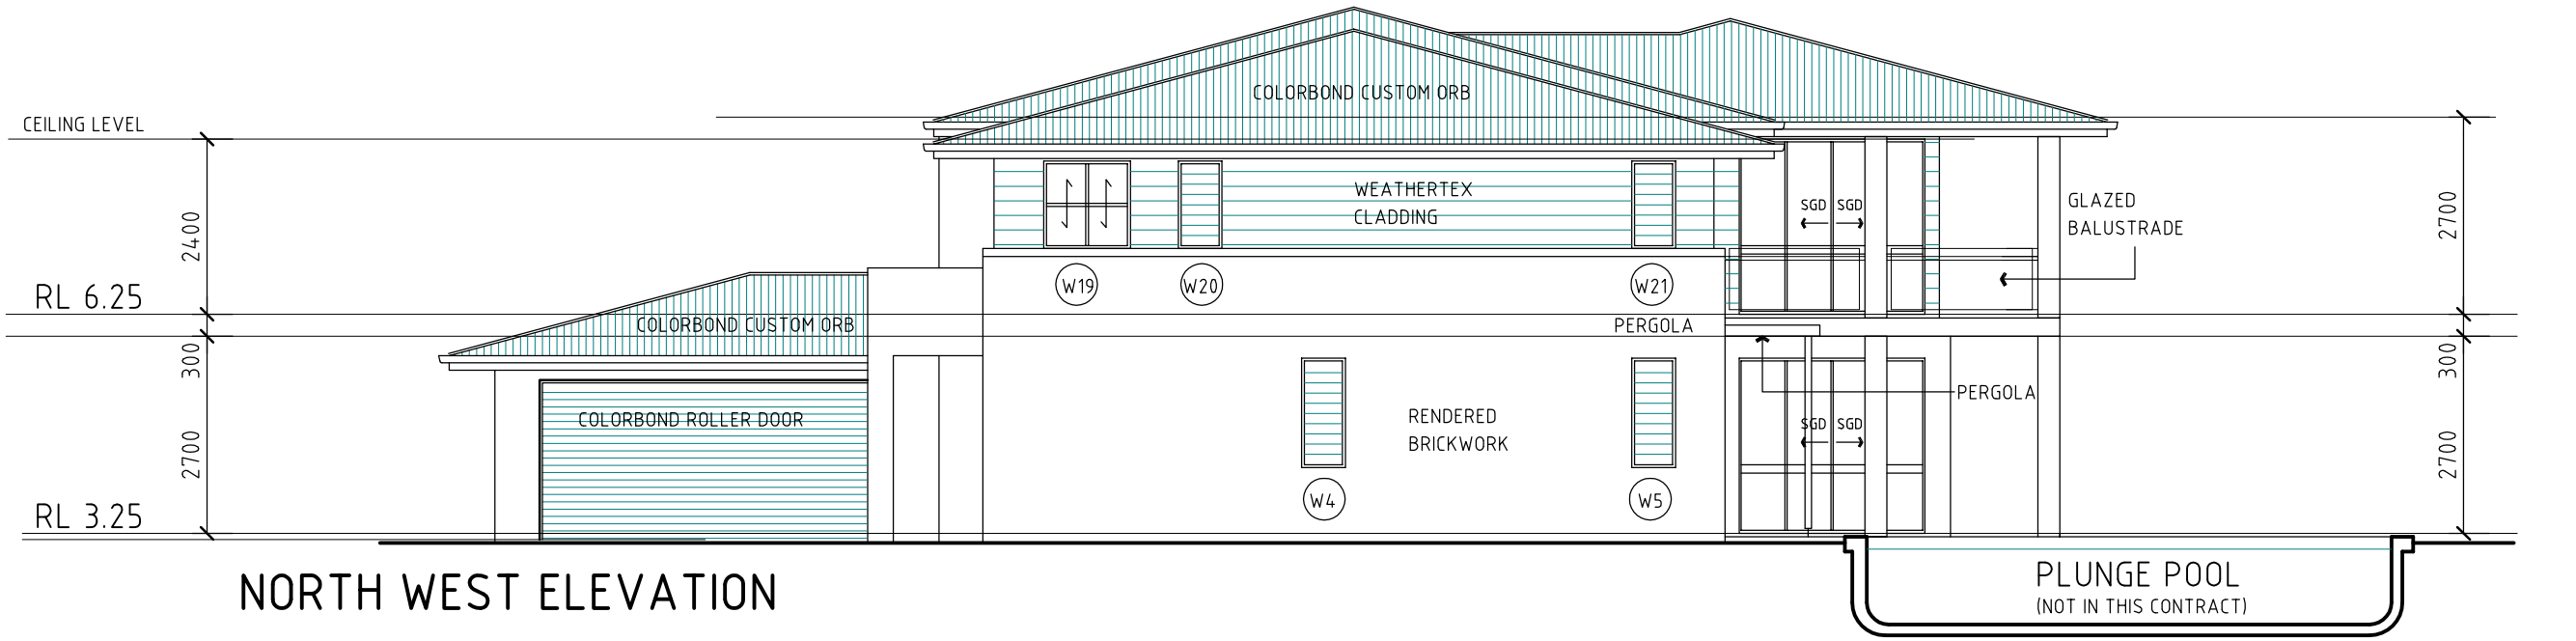 COLORBOND CUSTOM ORB
CEILING LEVEL
WEATHERTEX
CLADDING
SGD SGD
GLAZED
BALUSTRADE
2400
2700
W19
W20
W21
RL 6.25
COLORBOND CUSTOM ORB
PERGOLA
300
300
PERGOLA
COLORBOND ROLLER DOOR
RENDERED
BRICKWORK
SGD SGD
2700
2700
W4
W5
RL 3.25
NORTH WEST ELEVATION
PLUNGE POOL
(NOT IN THIS CONTRACT)